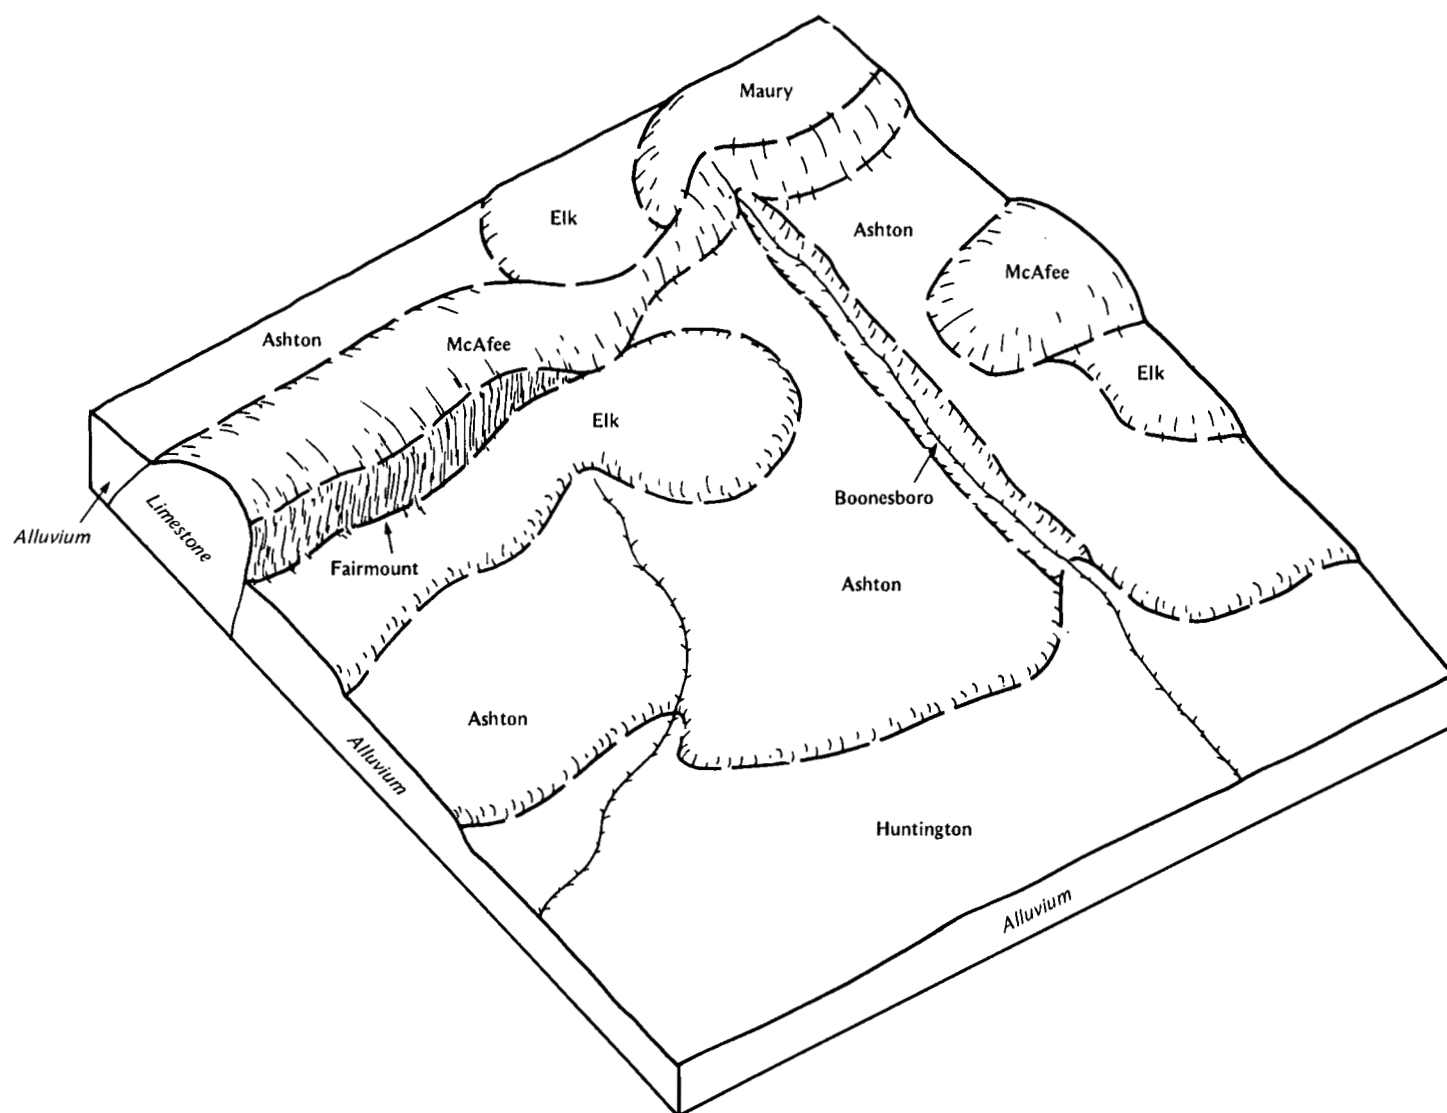 Maury
Elk
Ashton
McAfee
Ashton
McAfee
Elk
Elk
Boonesboro
Limestone
Alluvium
Fairmount
Ashton
Ashton
Alluvium
Huntington
Alluvium